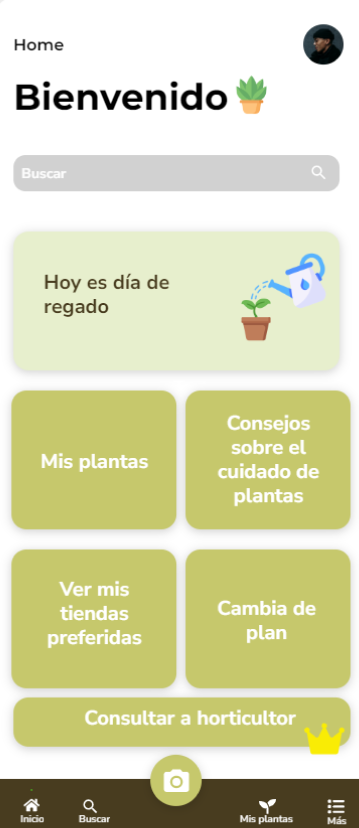 Home
Bienvenido
Buscar
Hoy es día de
regado
Mis plantas
Consejos
sobre el
cuidado de
plantas
Ver mis
tiendas
preferidas
Cambia de
plan
Consultar a horticultor
Inicio
Buscar
Mis plantas
Más